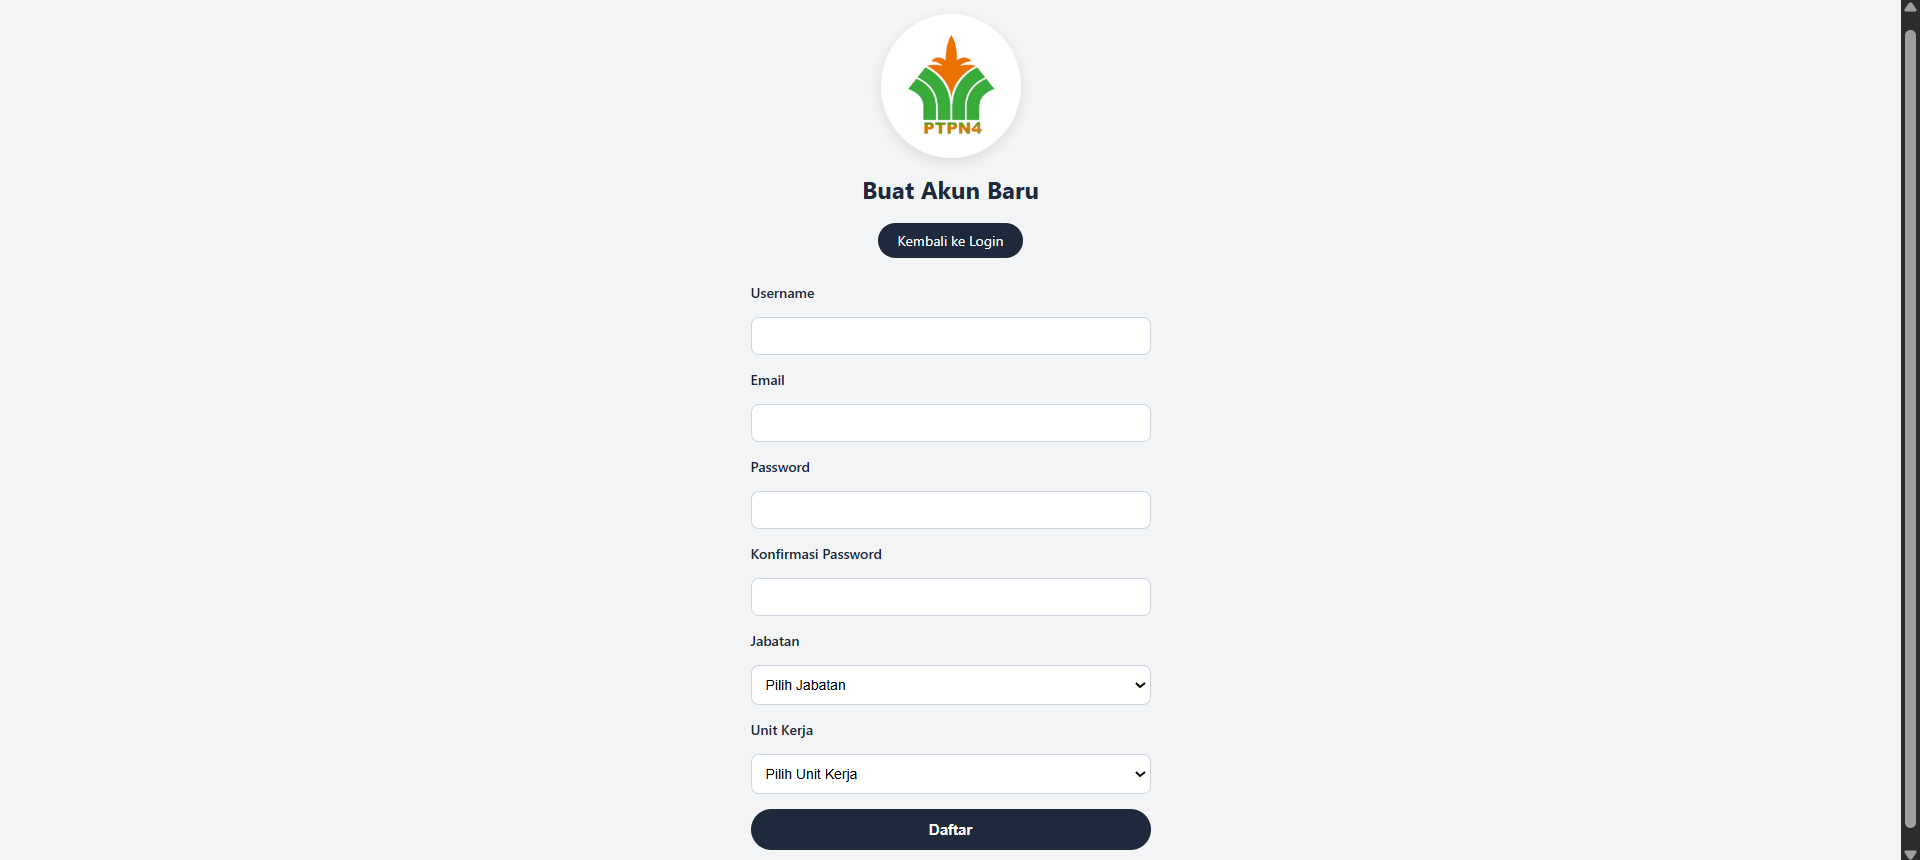 PTPN4
Buat Akun Baru
Kembali ke Login
Username
Email
Password
Konfirmasi Password
Jabatan
Pilih Jabatan
Unit Kerja
Pilih Unit Kerja
Daftar